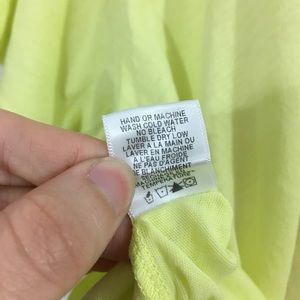 HAND OR MACHINE
WASH COLD WATER
NO BLEACH
TUMBLE DRY LOW
LAVER A LA MAIN OU
LAVER EN MACHINE
A L'EAU FROIDE
NE PAS D'AGENT
DE BLANCHIMENT
TEMPERATURE